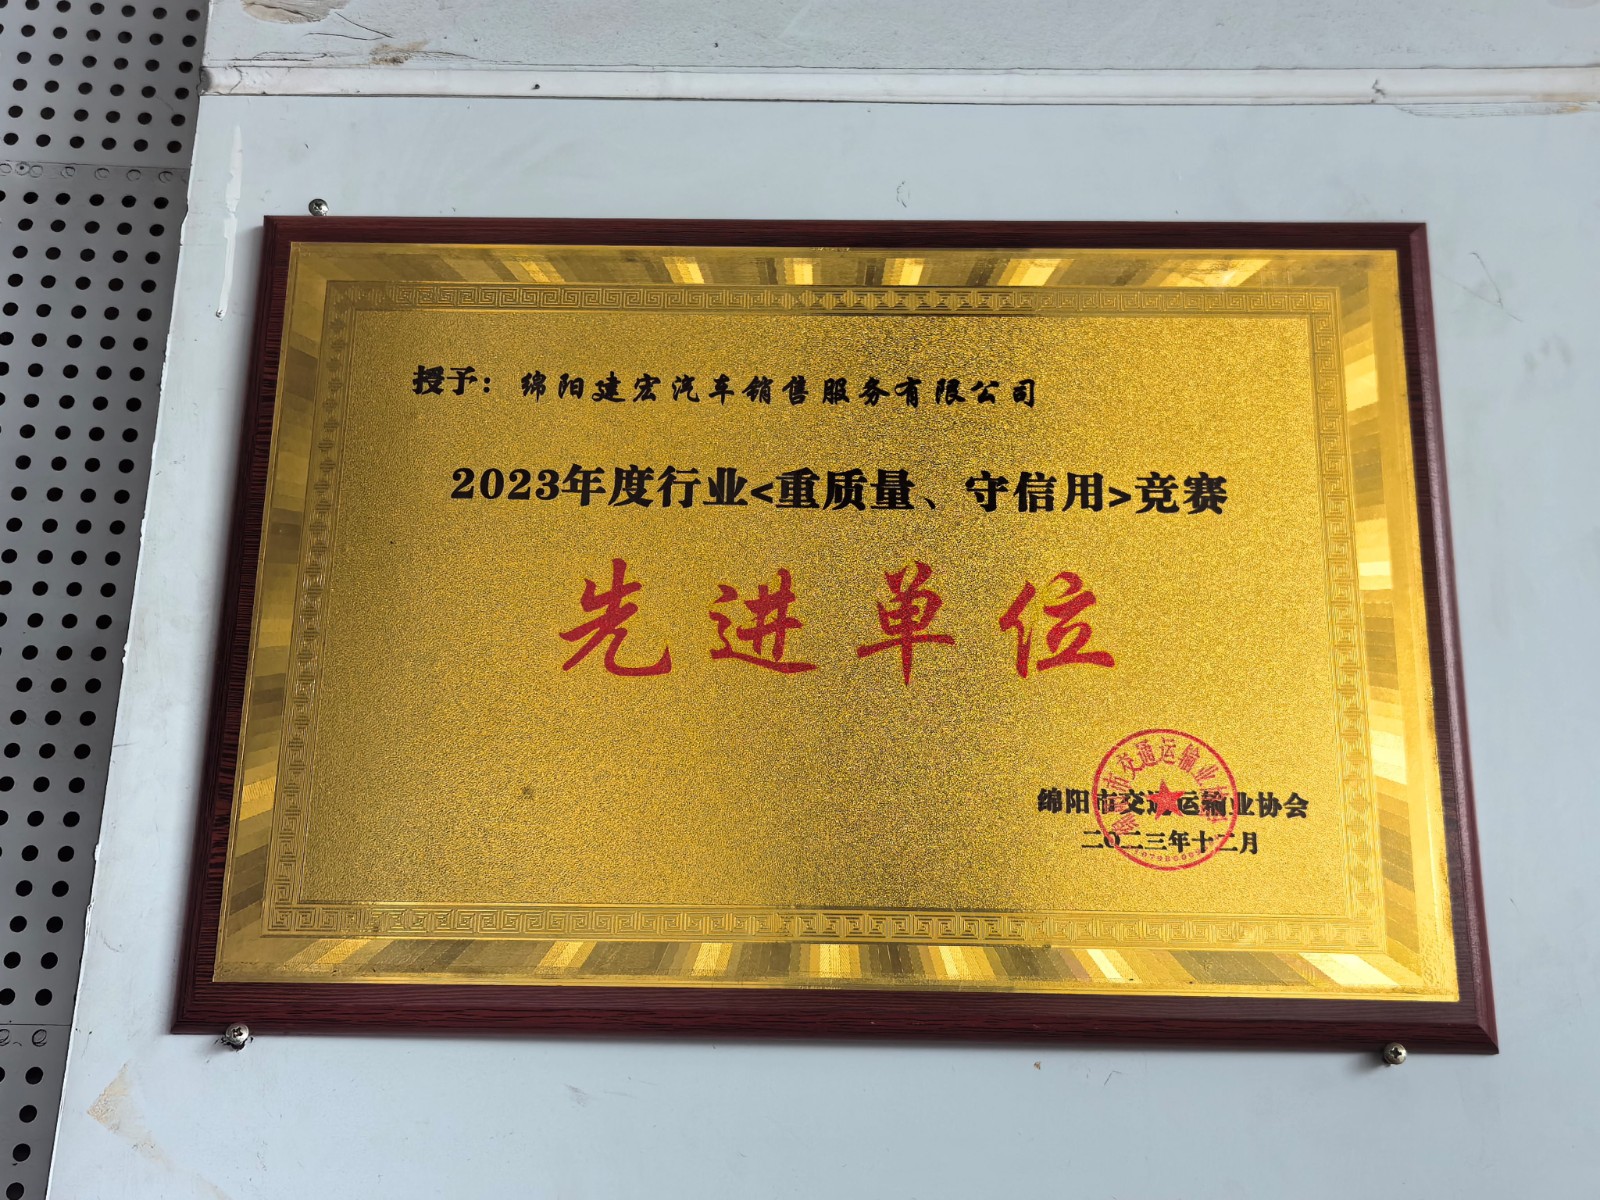 授予：绵阳建宏汽车销售服务有限公司
2023年度行业<重质量、守信用>竞赛
先进单位
绵阳市交通运输业协会
二〇二三年十二月